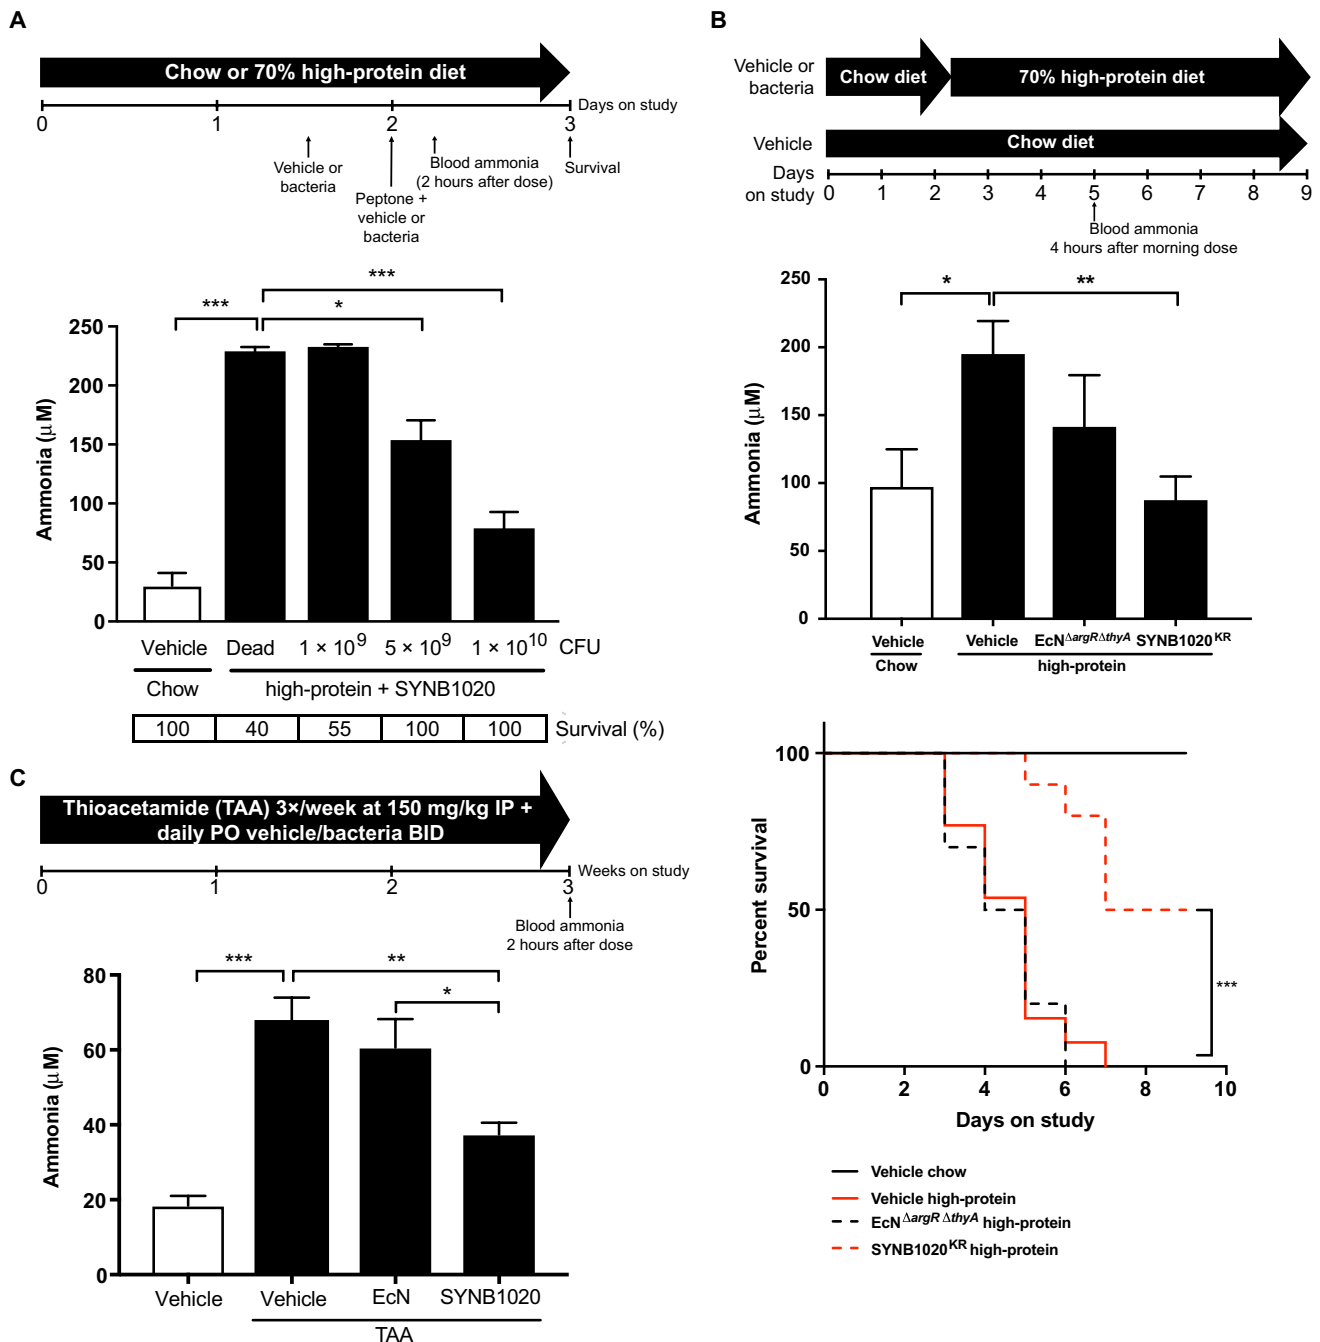 A
Chow or 70% high-protein diet
0 1 2 3 Days on study
Vehicle or
bacteria
Peptone +
vehicle or
bacteria
Blood ammonia
(2 hours after dose)
Survival
***
***
*
Ammonia (μM)
250
200
150
100
50
0
Vehicle Dead 1 × 10⁹ 5 × 10⁹ 1 × 10¹⁰ CFU
Chow high-protein + SYNB1020
100 40 55 100 100 Survival (%)
B
Vehicle or
bacteria
Chow diet 70% high-protein diet
Vehicle Chow diet
Days
on study
0 1 2 3 4 5 6 7 8 9
Blood ammonia
4 hours after morning dose
* **
Ammonia (μM)
250
200
150
100
50
0
Vehicle Vehicle EcN^ΔargRΔthyA SYNB1020^KR
Chow high-protein
Percent survival
100
50
0
***
0 2 4 6 8 10
Days on study
Vehicle chow
Vehicle high-protein
EcN^ΔargR ΔthyA high-protein
SYNB1020^KR high-protein
C
Thioacetamide (TAA) 3×/week at 150 mg/kg IP +
daily PO vehicle/bacteria BID
0 1 2 3 Weeks on study
Blood ammonia
2 hours after dose
*** **
*
Ammonia (μM)
80
60
40
20
0
Vehicle Vehicle EcN SYNB1020
TAA